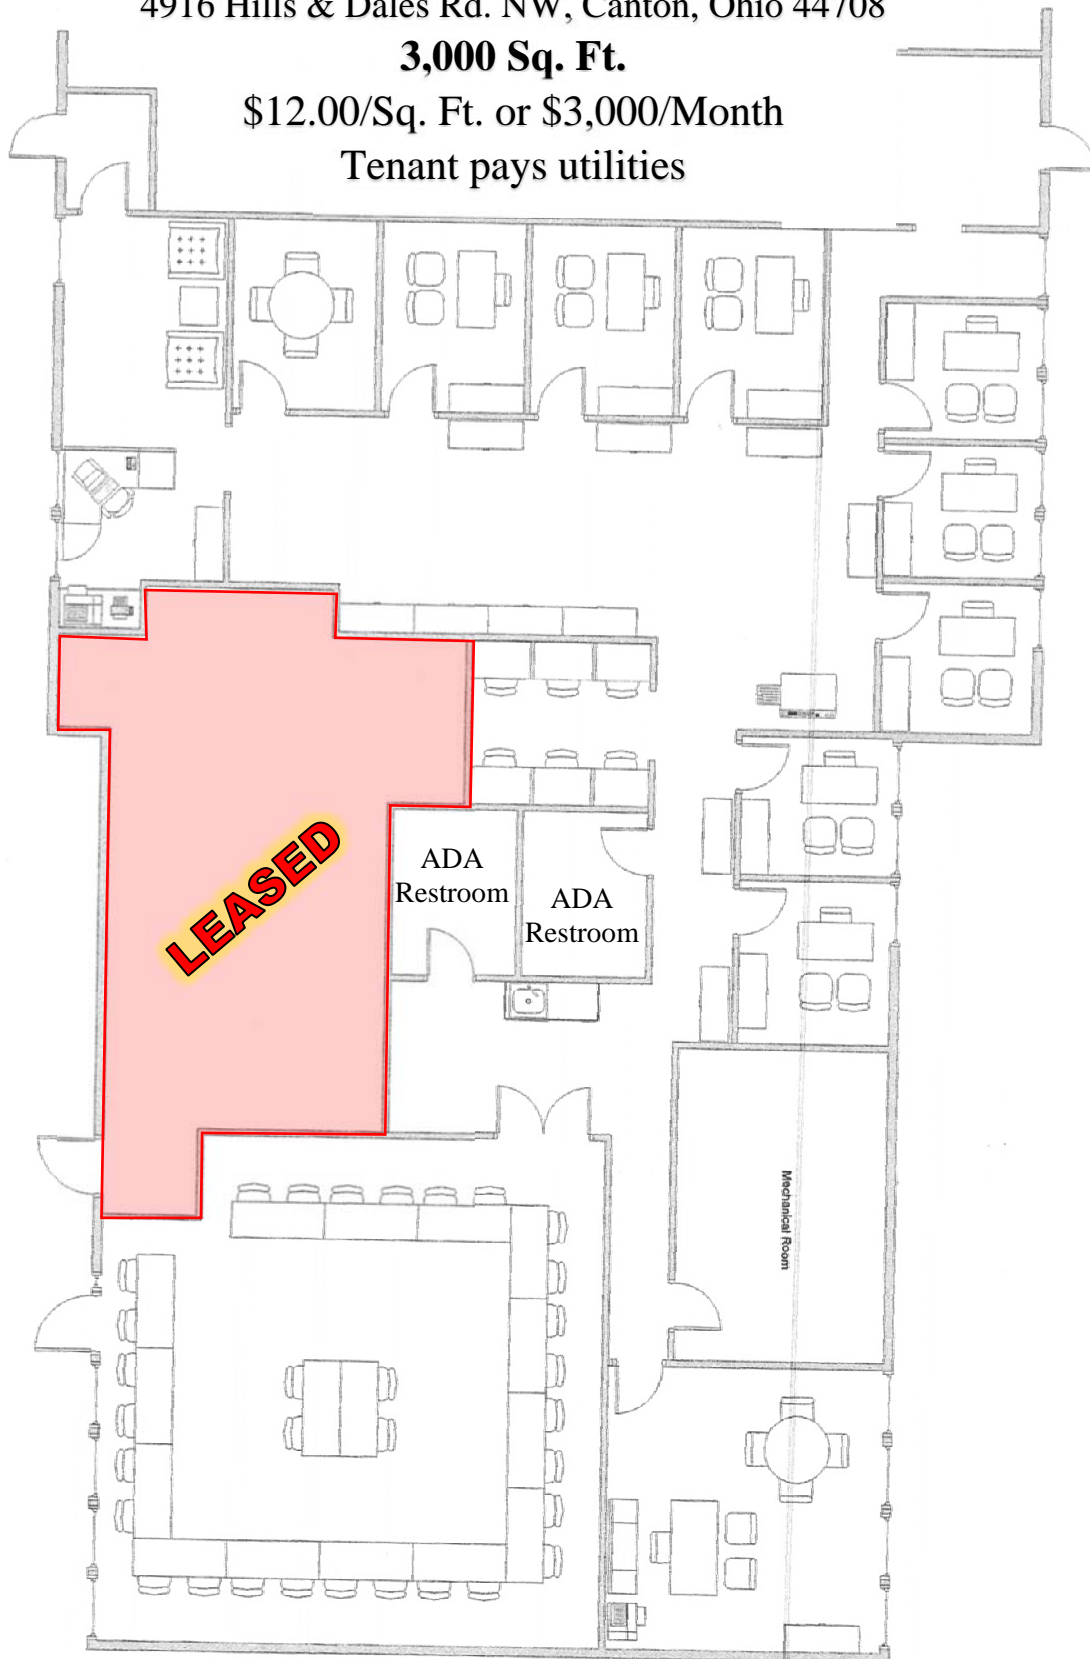 4916 Hills & Dales Rd. NW, Canton, Ohio 44708
3,000 Sq. Ft.
$12.00/Sq. Ft. or $3,000/Month
Tenant pays utilities
LEASED
ADA
Restroom
ADA
Restroom
Mechanical Room